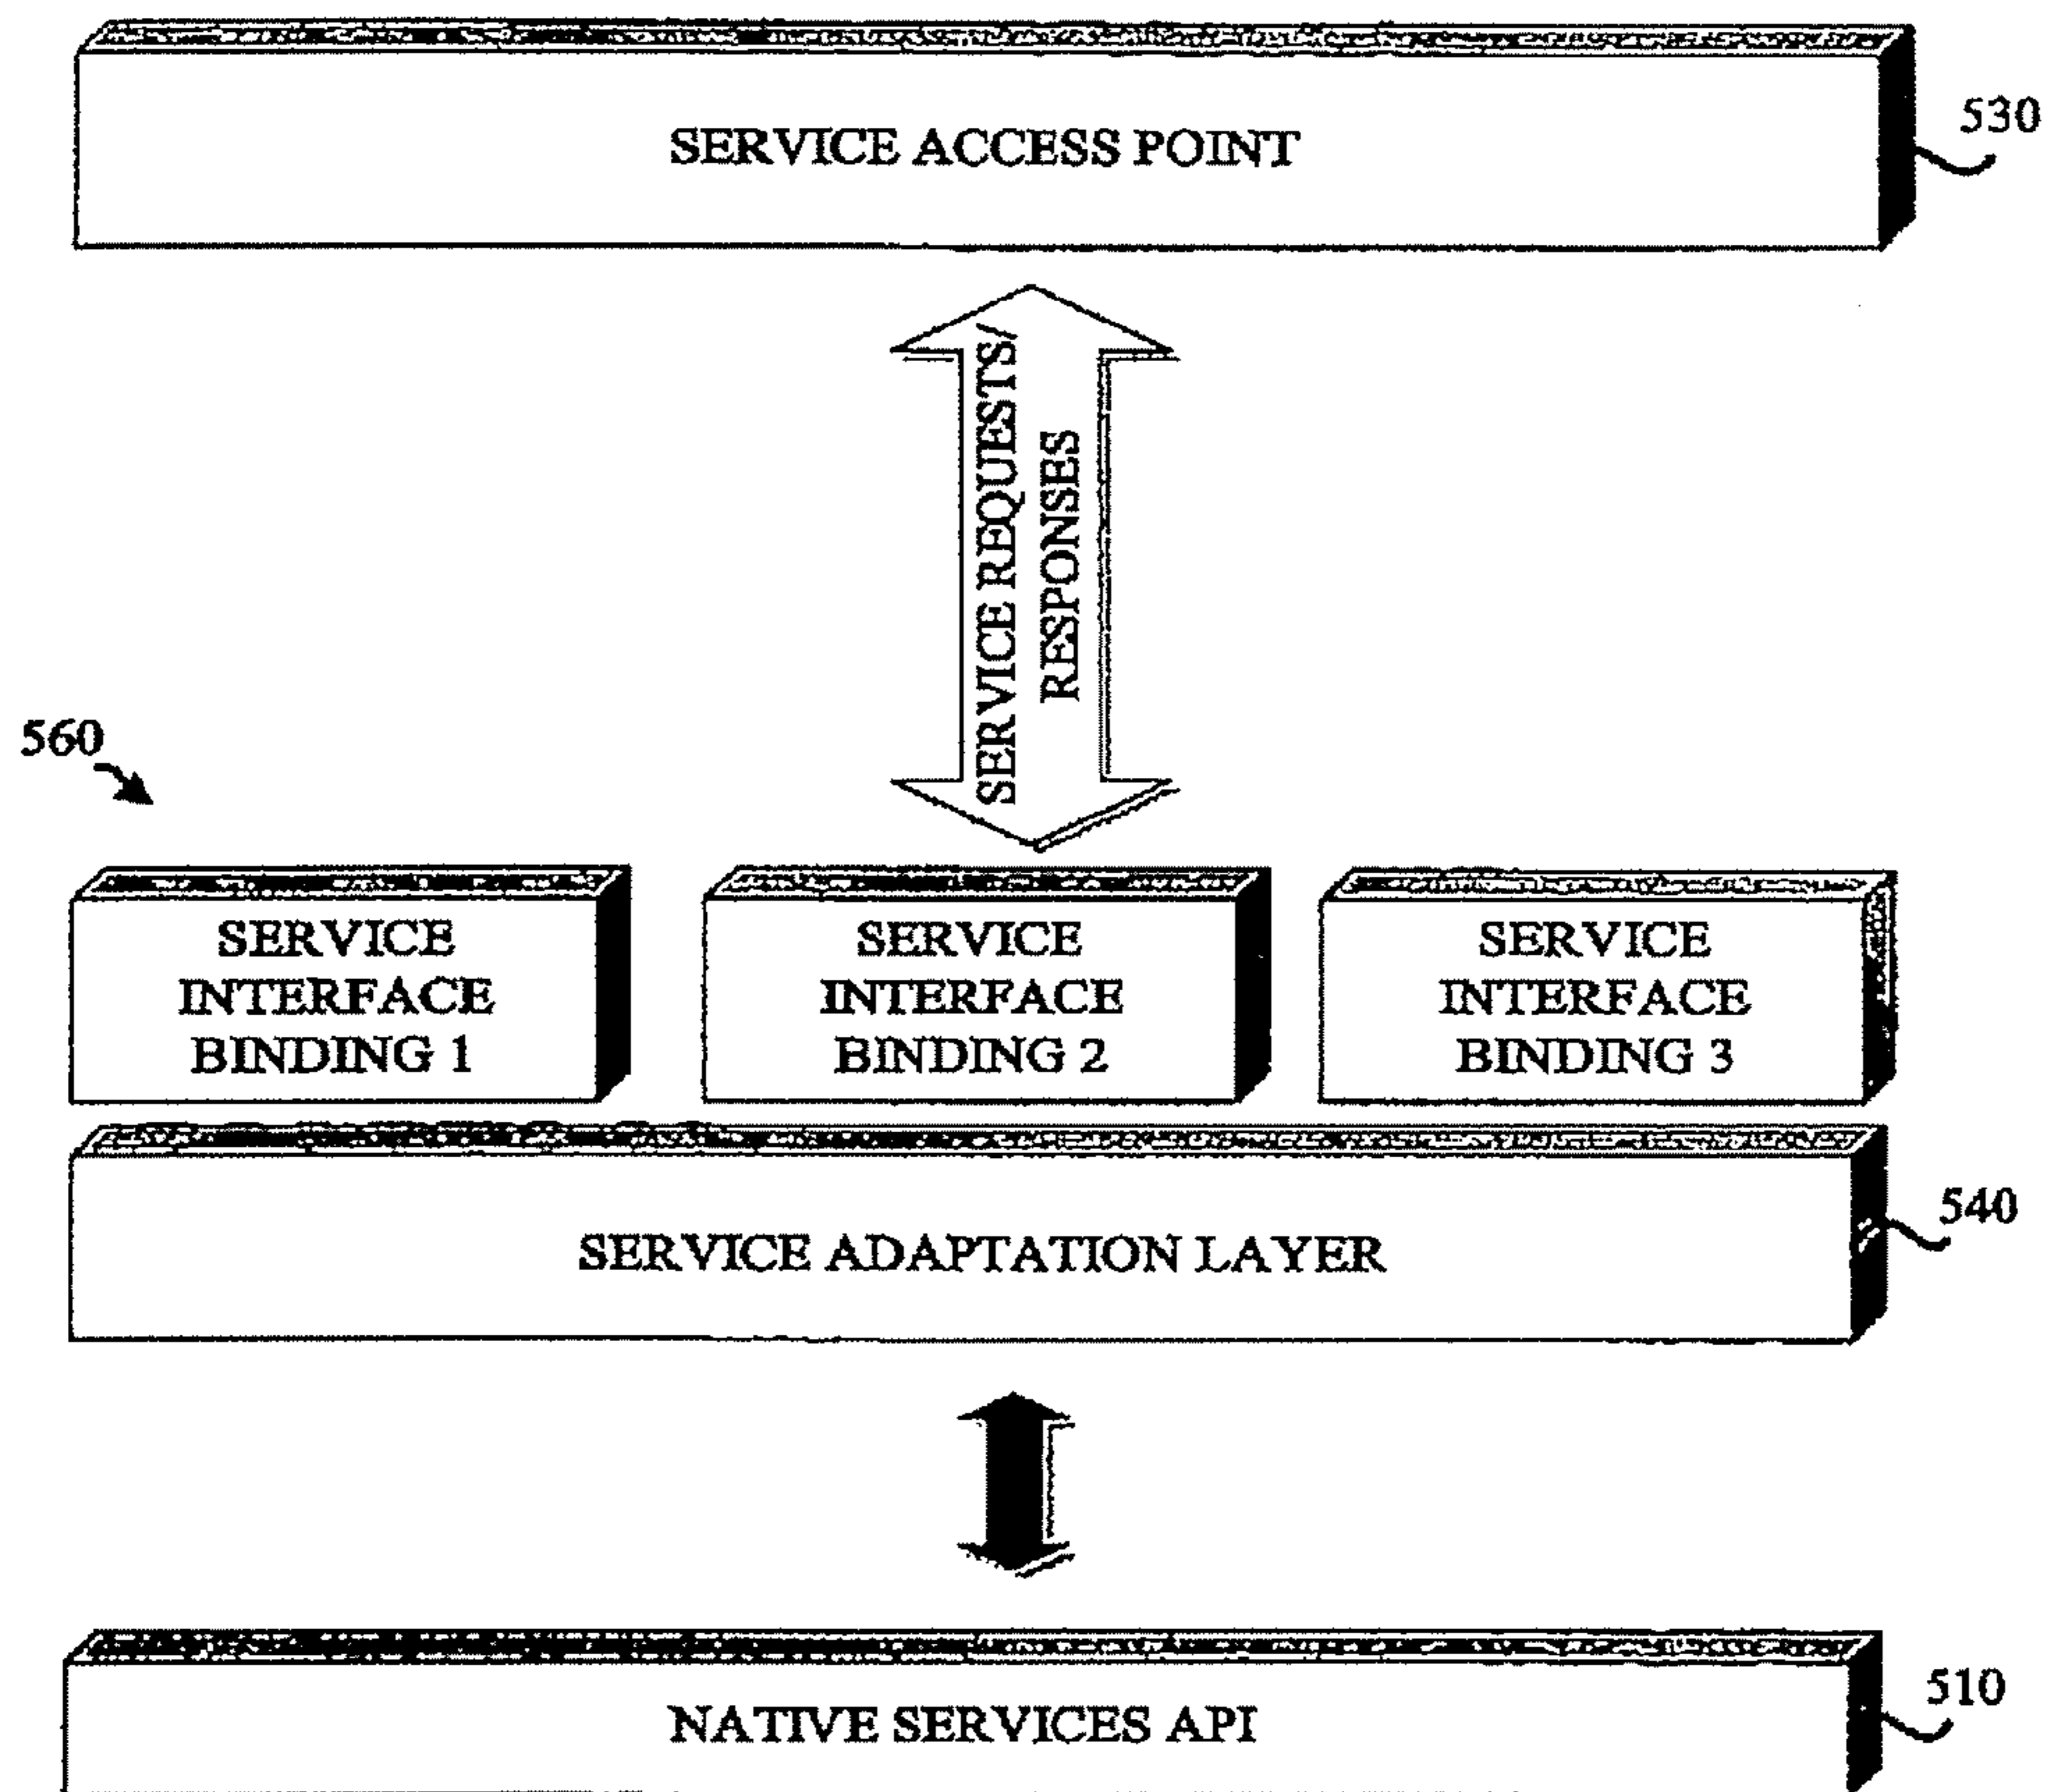 SERVICE ACCESS POINT
530
SERVICE REQUESTS/
RESPONSES
560
SERVICE
INTERFACE
BINDING 1
SERVICE
INTERFACE
BINDING 2
SERVICE
INTERFACE
BINDING 3
SERVICE ADAPTATION LAYER
540
NATIVE SERVICES API
510